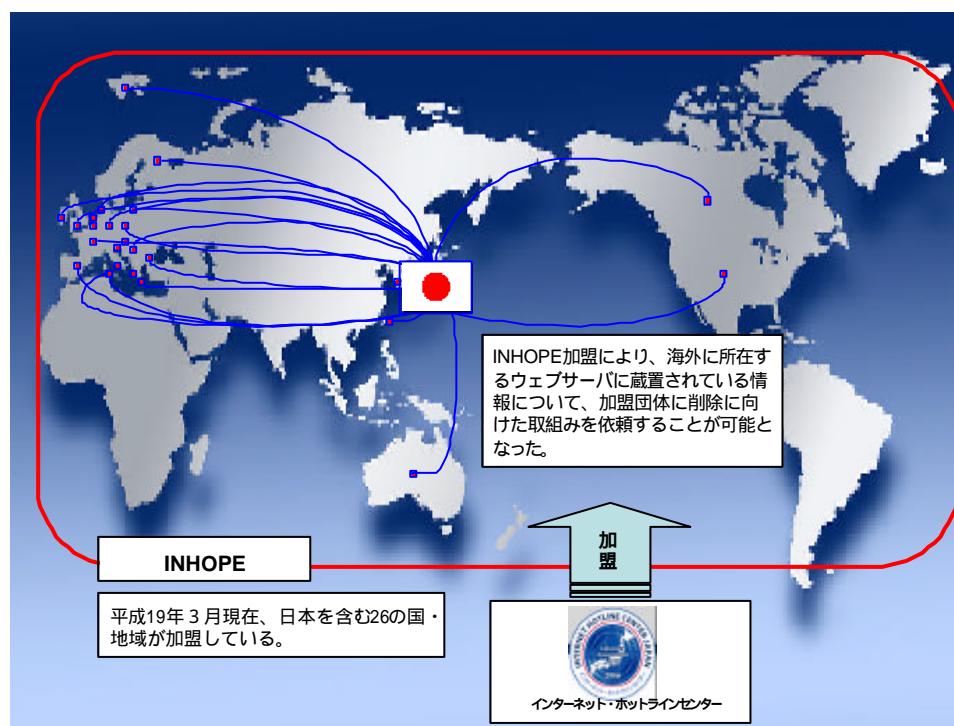 INHOPE加盟により、海外に所在す
るウェブサーバに蔵置されている情
報について、加盟団体に削除に向
けた取組みを依頼することが可能と
なった。
加
盟
INHOPE
平成19年３月現在、日本を含む26の国・
地域が加盟している。
INTERNET HOTLINE CENTER JAPAN
インターネット・ホットラインセンター